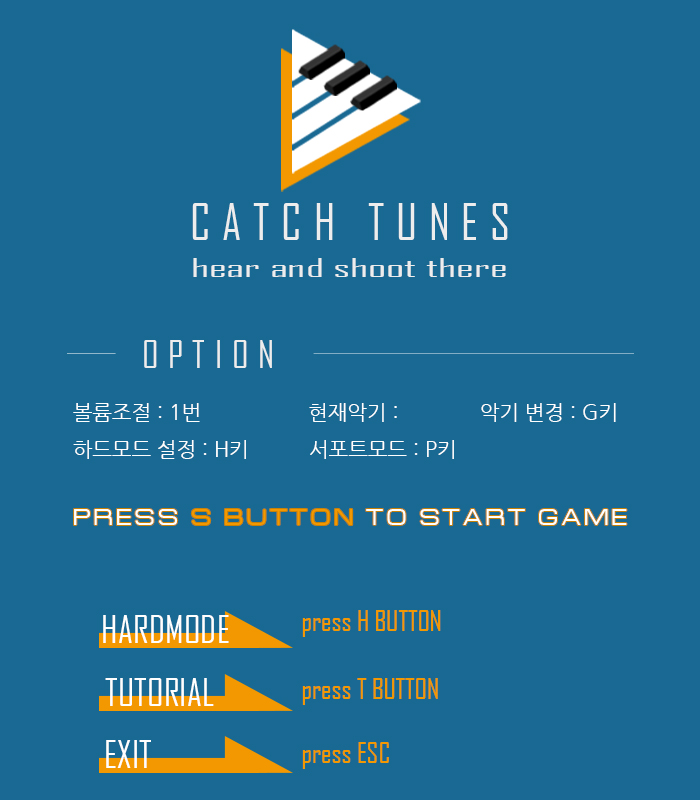 CATCH TUNES
hear and shoot there
OPTION
볼륨조절 : 1번 현재악기 : 악기 변경 : G키
하드모드 설정 : H키 서포트모드 : P키
PRESS S BUTTON TO START GAME
HARDMODE press H BUTTON
TUTORIAL press T BUTTON
EXIT press ESC